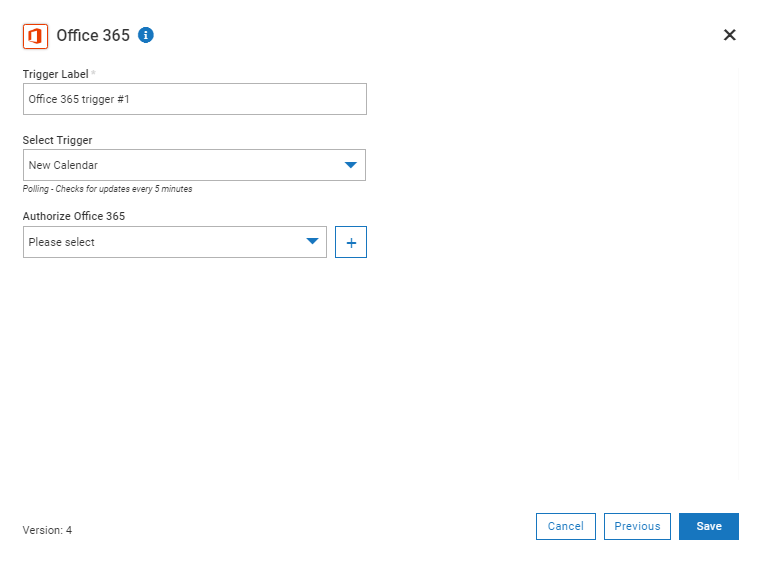 Office 365
Trigger Label *
Office 365 trigger #1
Select Trigger
New Calendar
Polling - Checks for updates every 5 minutes
Authorize Office 365
Please select
+
Version: 4
Cancel
Previous
Save